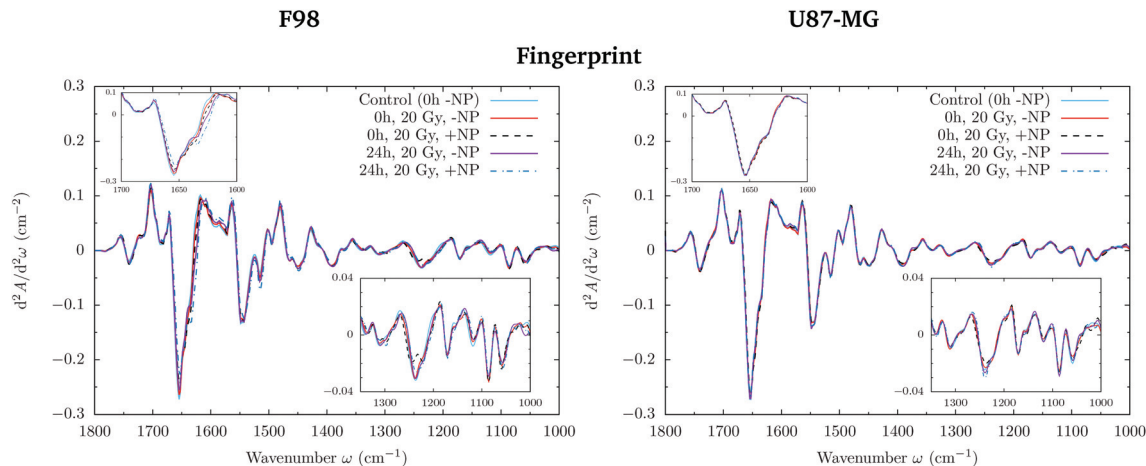 F98
U87-MG
Fingerprint
0.3
0.2
0.1
0
−0.1
−0.2
−0.3
d²A/d²ω (cm⁻²)
1800 1700 1600 1500 1400 1300 1200 1100 1000
Wavenumber ω (cm⁻¹)
Control (0h -NP)
0h, 20 Gy, -NP
0h, 20 Gy, +NP
24h, 20 Gy, -NP
24h, 20 Gy, +NP
0.1
0
−0.3
1700 1650 1600
0.04
0
−0.04
1300 1200 1100 1000
0.3
0.2
0.1
0
−0.1
−0.2
−0.3
d²A/d²ω (cm⁻²)
1800 1700 1600 1500 1400 1300 1200 1100 1000
Wavenumber ω (cm⁻¹)
Control (0h -NP)
0h, 20 Gy, -NP
0h, 20 Gy, +NP
24h, 20 Gy, -NP
24h, 20 Gy, +NP
0.1
0
−0.3
1700 1650 1600
0.04
0
−0.04
1300 1200 1100 1000